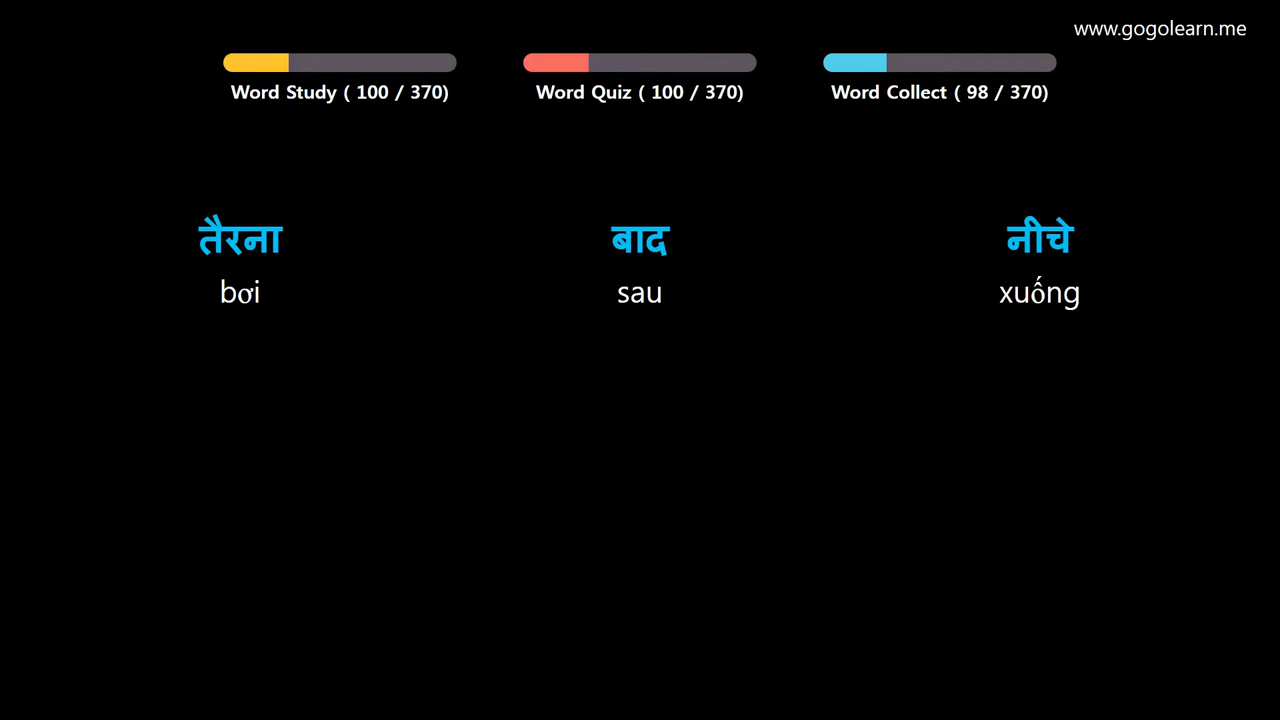 www.gogolearn.me
Word Study ( 100 / 370)
Word Quiz ( 100 / 370)
Word Collect ( 98 / 370)
तैरना
बाद
नीचे
bơi
sau
xuống